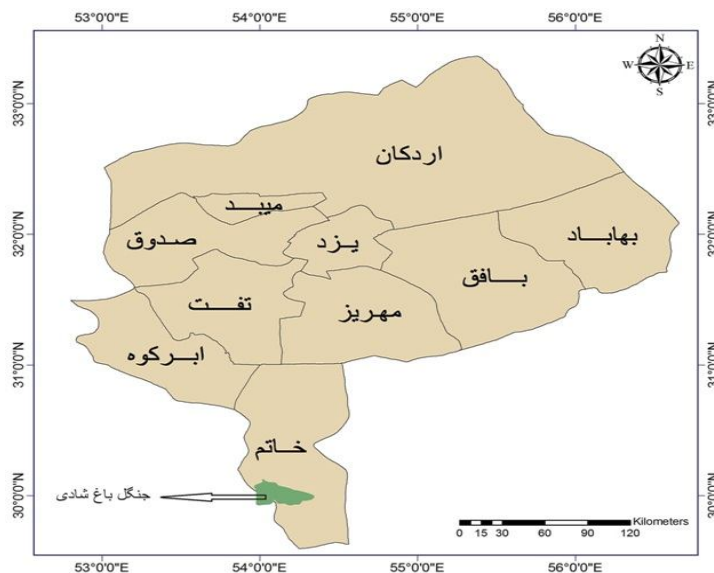 53°0'0"E 54°0'0"E 55°0'0"E 56°0'0"E
N
W E
S
33°0'0"N 33°0'0"N
اردکان
میبد
صدوق
یزد
بهاباد
32°0'0"N 32°0'0"N
بافق
تفت
مهریز
ابرکوه
31°0'0"N 31°0'0"N
خاتم
جنگل باغ شادی
30°0'0"N 30°0'0"N
Kilometers
0 15 30 60 90 120
53°0'0"E 54°0'0"E 55°0'0"E 56°0'0"E